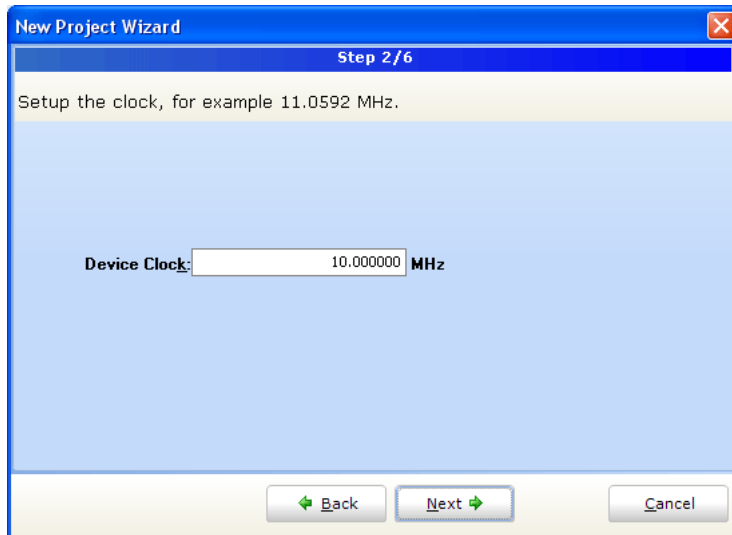 New Project Wizard
Step 2/6
Setup the clock, for example 11.0592 MHz.
Device Clock: 10.000000 MHz
Back Next Cancel